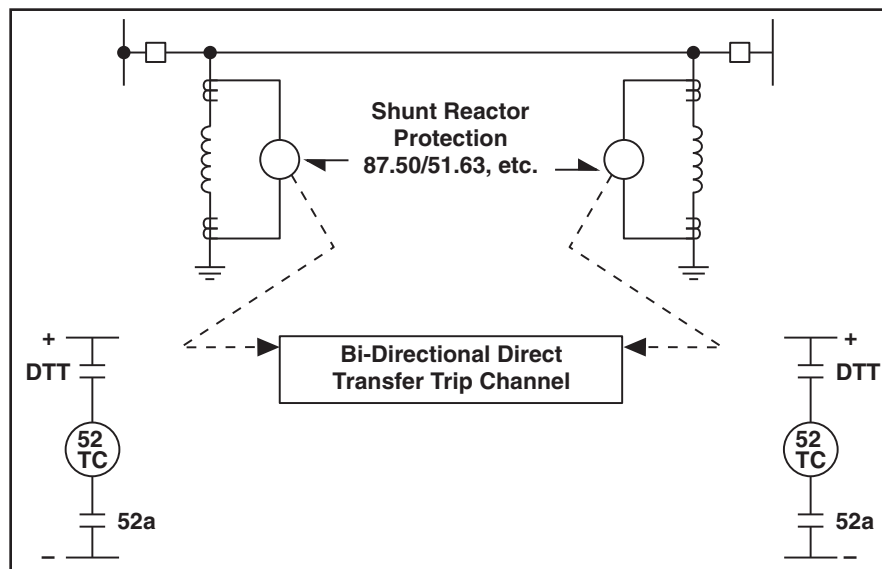 Shunt Reactor
Protection
87.50/51.63, etc.
Bi-Directional Direct
Transfer Trip Channel
+
DTT
52
TC
52a
−
+
DTT
52
TC
52a
−